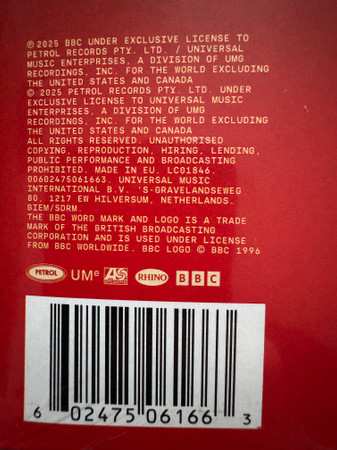 ℗ 2025 BBC UNDER EXCLUSIVE LICENSE TO
PETROL RECORDS PTY. LTD. / UNIVERSAL
MUSIC ENTERPRISES, A DIVISION OF UMG
RECORDINGS, INC. FOR THE WORLD EXCLUDING
THE UNITED STATES AND CANADA
© 2025 PETROL RECORDS PTY. LTD. UNDER
EXCLUSIVE LICENSE TO UNIVERSAL MUSIC
ENTERPRISES, A DIVISION OF UMG
RECORDINGS, INC. FOR THE WORLD EXCLUDING
THE UNITED STATES AND CANADA
ALL RIGHTS RESERVED. UNAUTHORISED
COPYING, REPRODUCTION, HIRING, LENDING,
PUBLIC PERFORMANCE AND BROADCASTING
PROHIBITED. MADE IN EU. LC01846.
00602475061663. UNIVERSAL MUSIC
INTERNATIONAL B.V. 'S-GRAVELANDSEWEG
80, 1217 EW HILVERSUM, NETHERLANDS.
BIEM/SDRM.
THE BBC WORD MARK AND LOGO IS A TRADE
MARK OF THE BRITISH BROADCASTING
CORPORATION AND IS USED UNDER LICENSE
FROM BBC WORLDWIDE. BBC LOGO © BBC 1996
PETROL UMe RHINO BBC
6 02475 06166 3